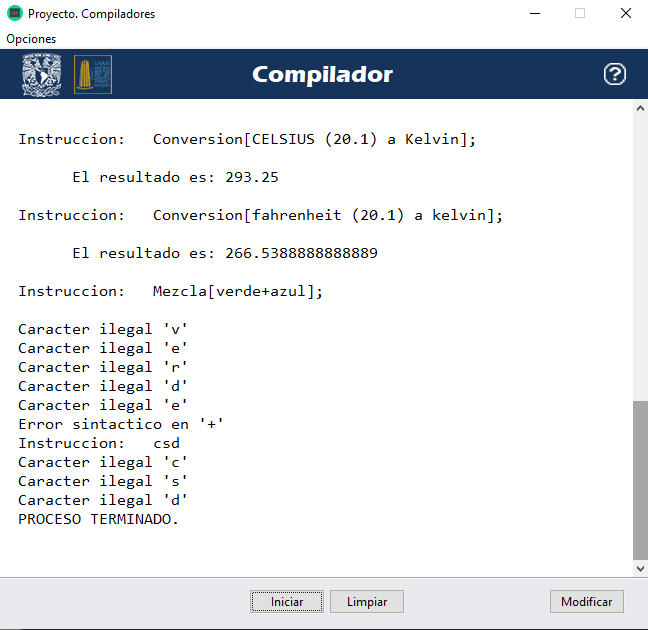 Proyecto. Compiladores
Opciones
Compilador
?
Instruccion: Conversion[CELSIUS (20.1) a Kelvin];
El resultado es: 293.25
Instruccion: Conversion[fahrenheit (20.1) a kelvin];
El resultado es: 266.5388888888889
Instruccion: Mezcla[verde+azul];
Caracter ilegal 'v'
Caracter ilegal 'e'
Caracter ilegal 'r'
Caracter ilegal 'd'
Caracter ilegal 'e'
Error sintactico en '+'
Instruccion: csd
Caracter ilegal 'c'
Caracter ilegal 's'
Caracter ilegal 'd'
PROCESO TERMINADO.
Iniciar Limpiar Modificar